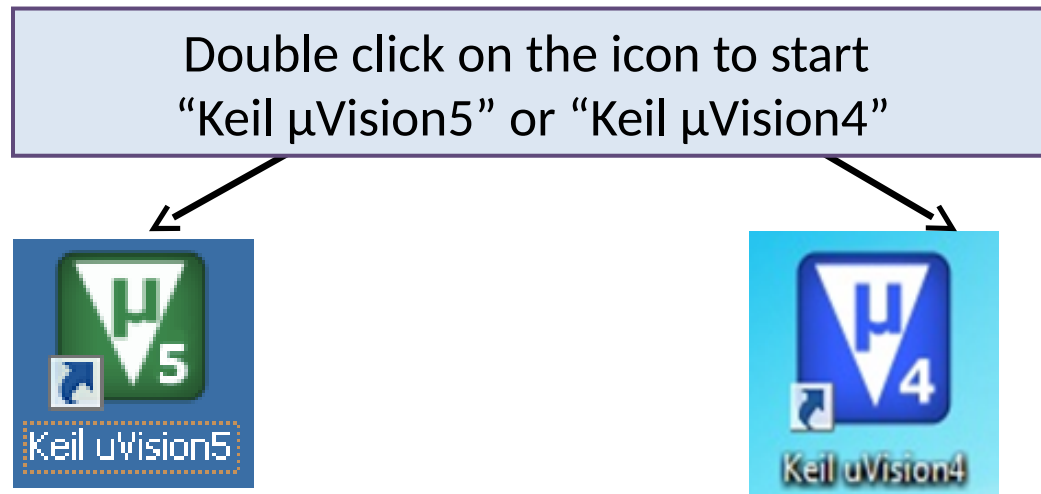 Double click on the icon to start
“Keil µVision5” or “Keil µVision4”
µ
5
Keil uVision5
µ
4
Keil uVision4